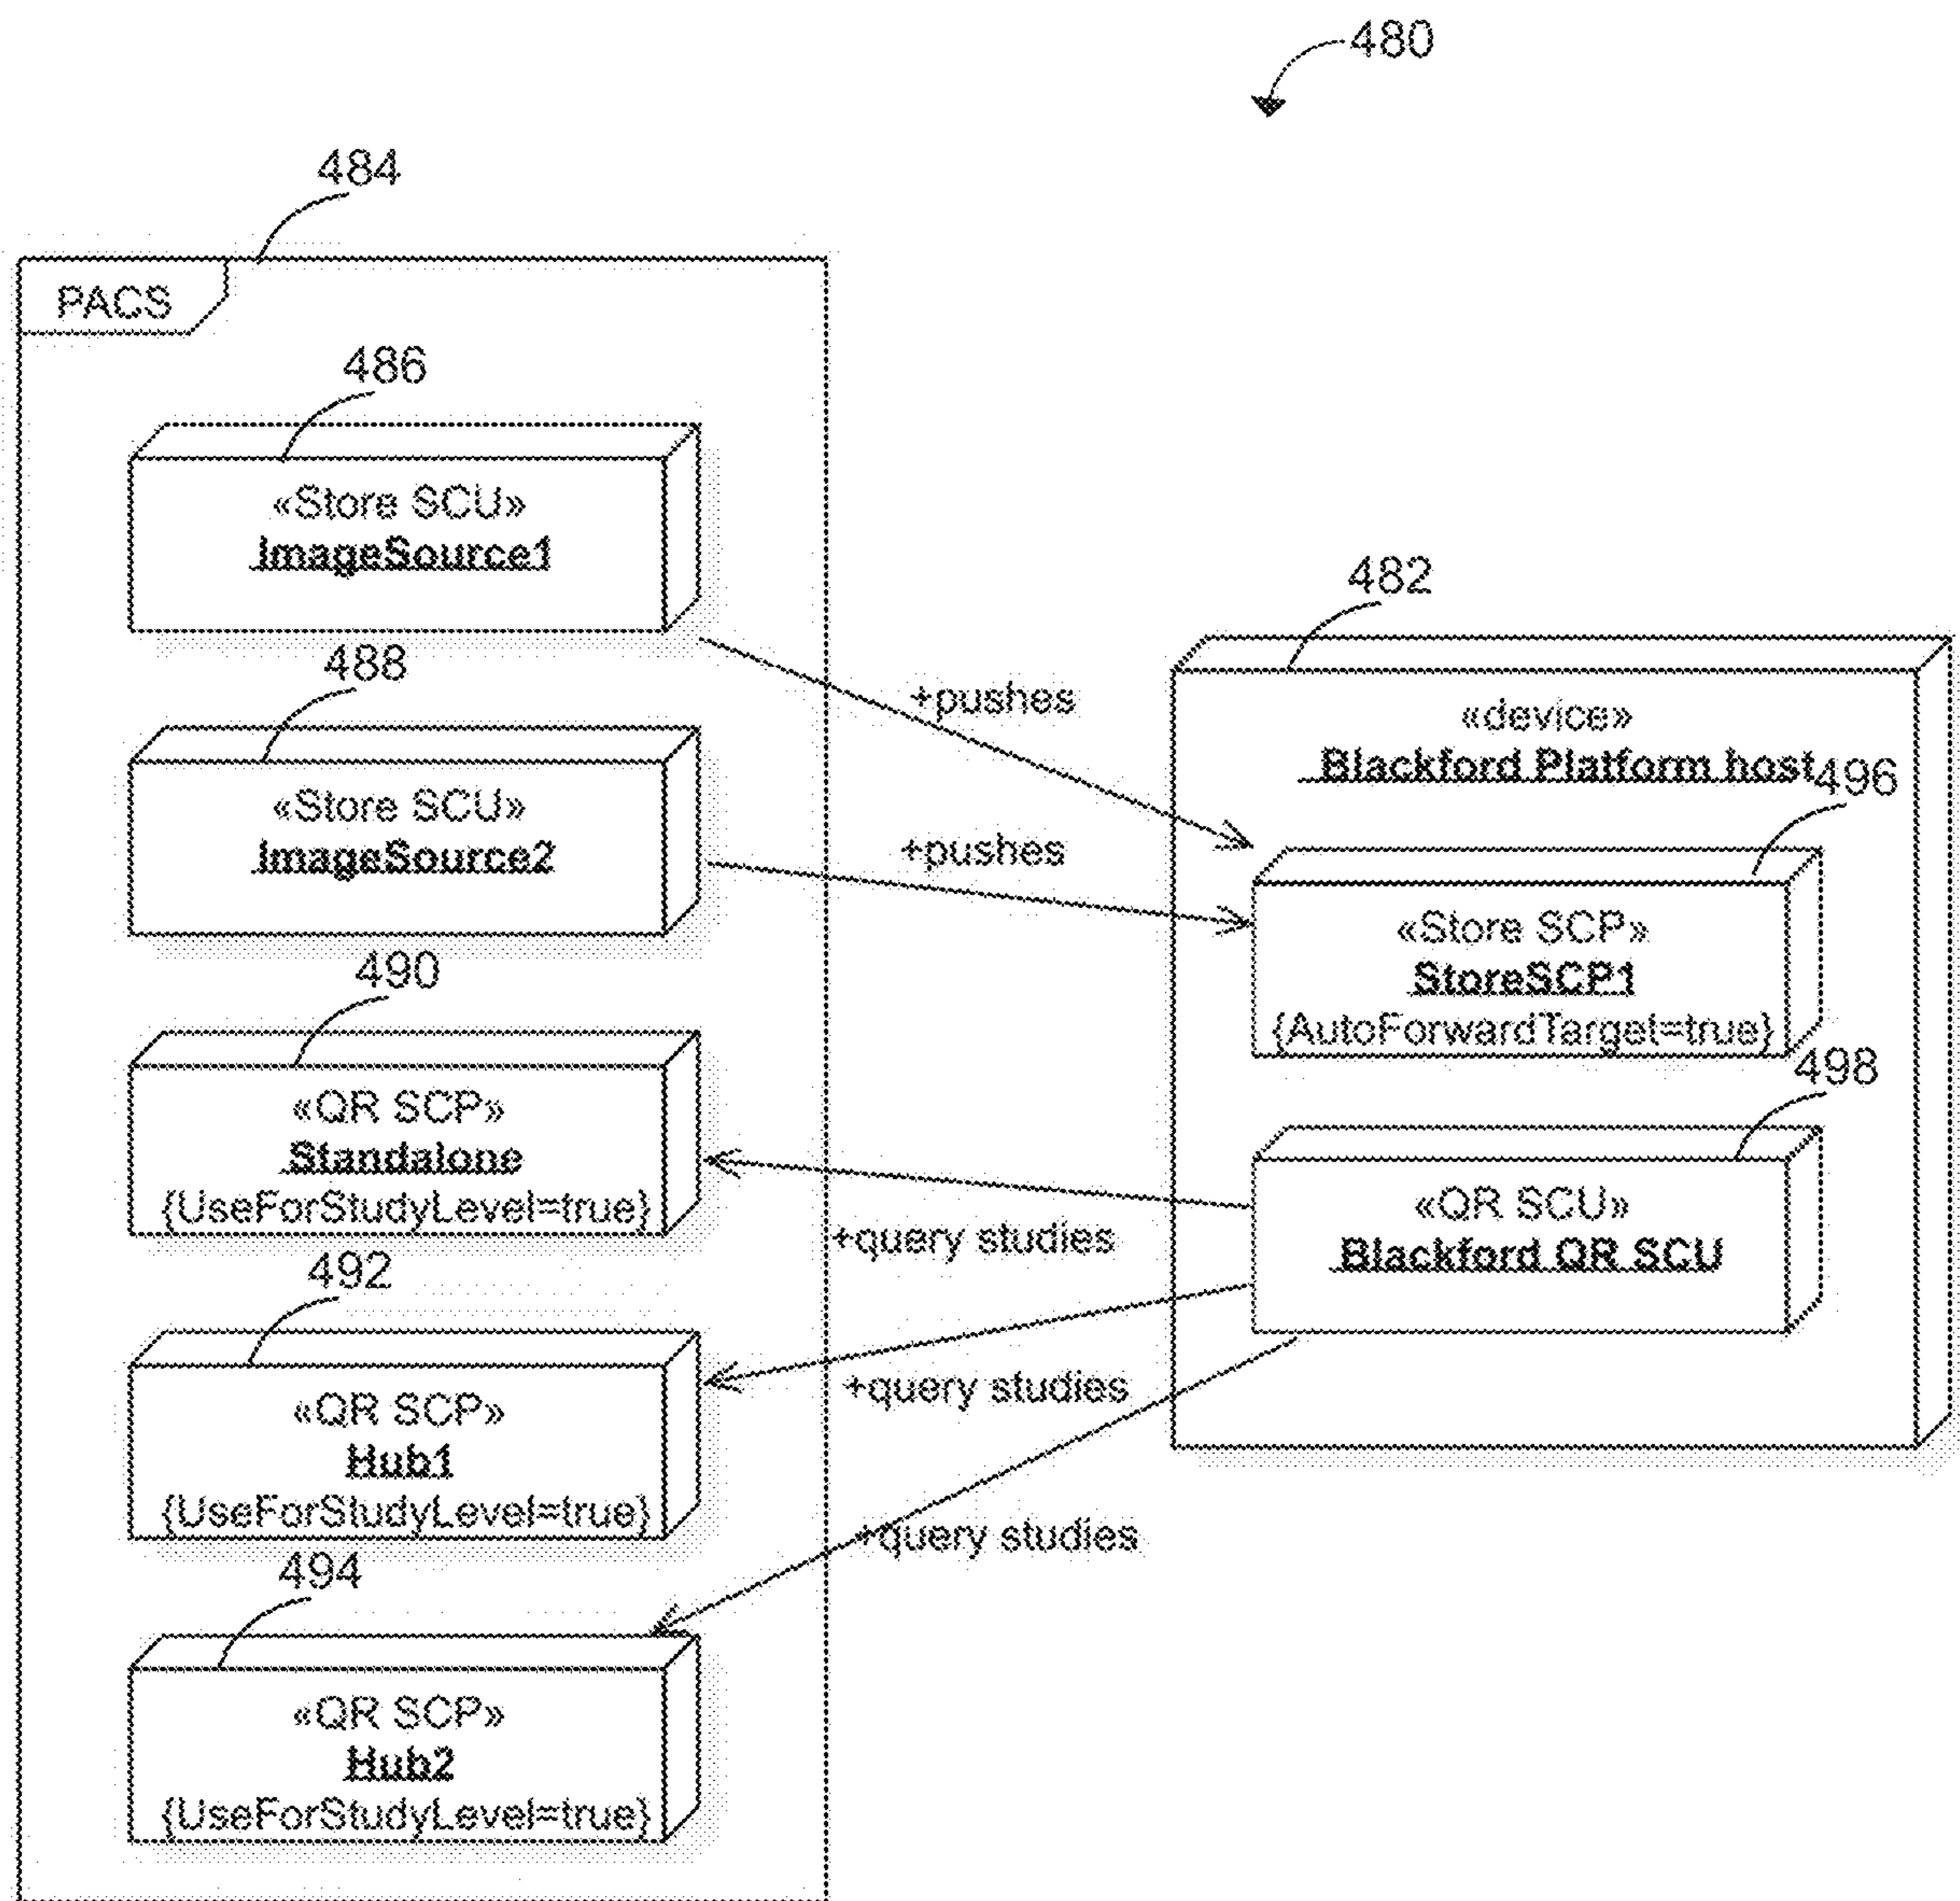 480
484
PACS
486
«Store SCU»
ImageSource1
488
«Store SCU»
ImageSource2
490
«QR SCP»
Standalone
{UseForStudyLevel=true}
492
«QR SCP»
Hub1
{UseForStudyLevel=true}
494
«QR SCP»
Hub2
{UseForStudyLevel=true}
+pushes
+pushes
+query studies
+query studies
+query studies
482
«device»
Blackford Platform host
496
«Store SCP»
StoreSCP1
{AutoForwardTarget=true}
498
«QR SCU»
Blackford QR SCU